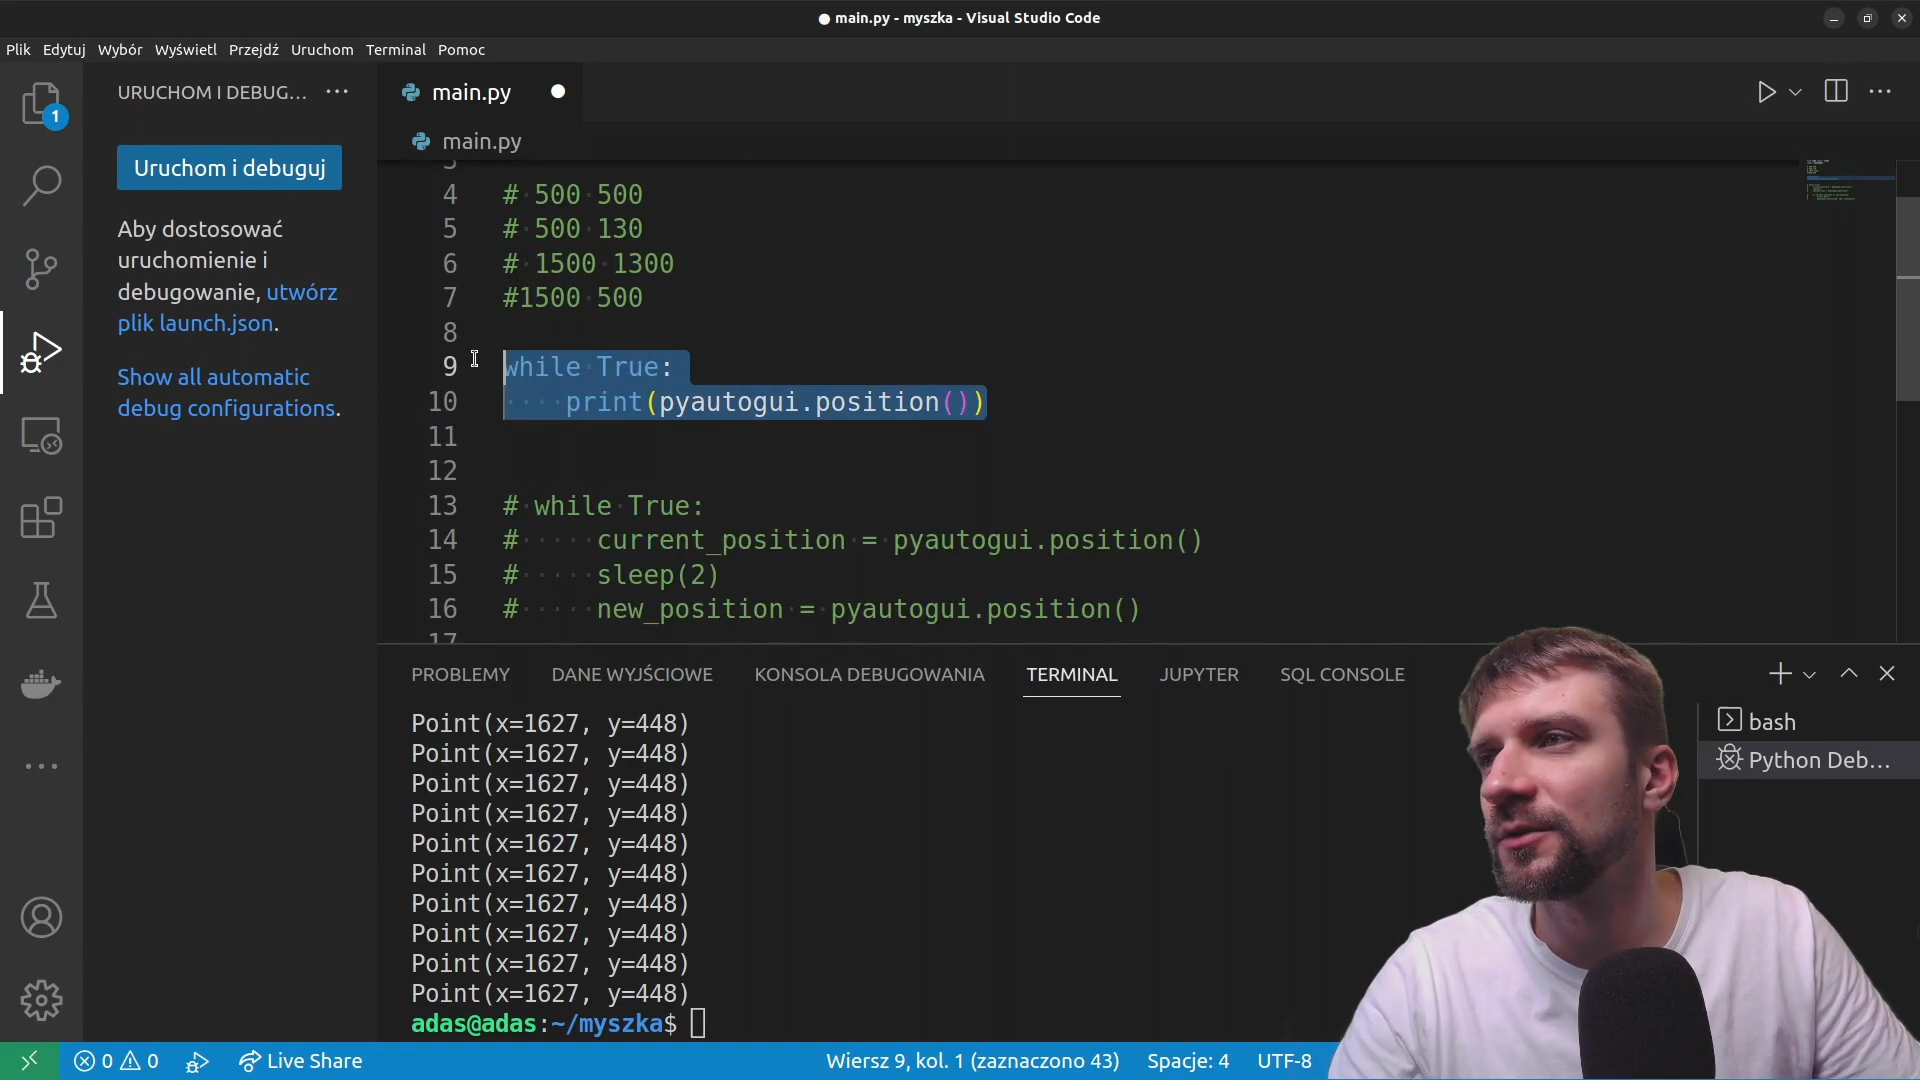 main.py - myszka - Visual Studio Code
Plik Edytuj Wybór Wyświetl Przejdź Uruchom Terminal Pomoc
URUCHOM I DEBUG... ...
main.py
1
main.py
Uruchom i debuguj
Aby dostosować
uruchomienie i
debugowanie, utwórz
plik launch.json.
Show all automatic
debug configurations.
4 # 500 500
5 # 500 130
6 # 1500 1300
7 #1500 500
8
9 while True:
10 print(pyautogui.position())
11
12
13 # while True:
14 # current_position = pyautogui.position()
15 # sleep(2)
16 # new_position = pyautogui.position()
17
PROBLEMY DANE WYJŚCIOWE KONSOLA DEBUGOWANIA TERMINAL JUPYTER SQL CONSOLE
Point(x=1627, y=448)
Point(x=1627, y=448)
Point(x=1627, y=448)
Point(x=1627, y=448)
Point(x=1627, y=448)
Point(x=1627, y=448)
Point(x=1627, y=448)
Point(x=1627, y=448)
Point(x=1627, y=448)
Point(x=1627, y=448)
adas@adas:~/myszka$
bash
Python Deb...
0 0 Live Share Wiersz 9, kol. 1 (zaznaczono 43) Spacje: 4 UTF-8